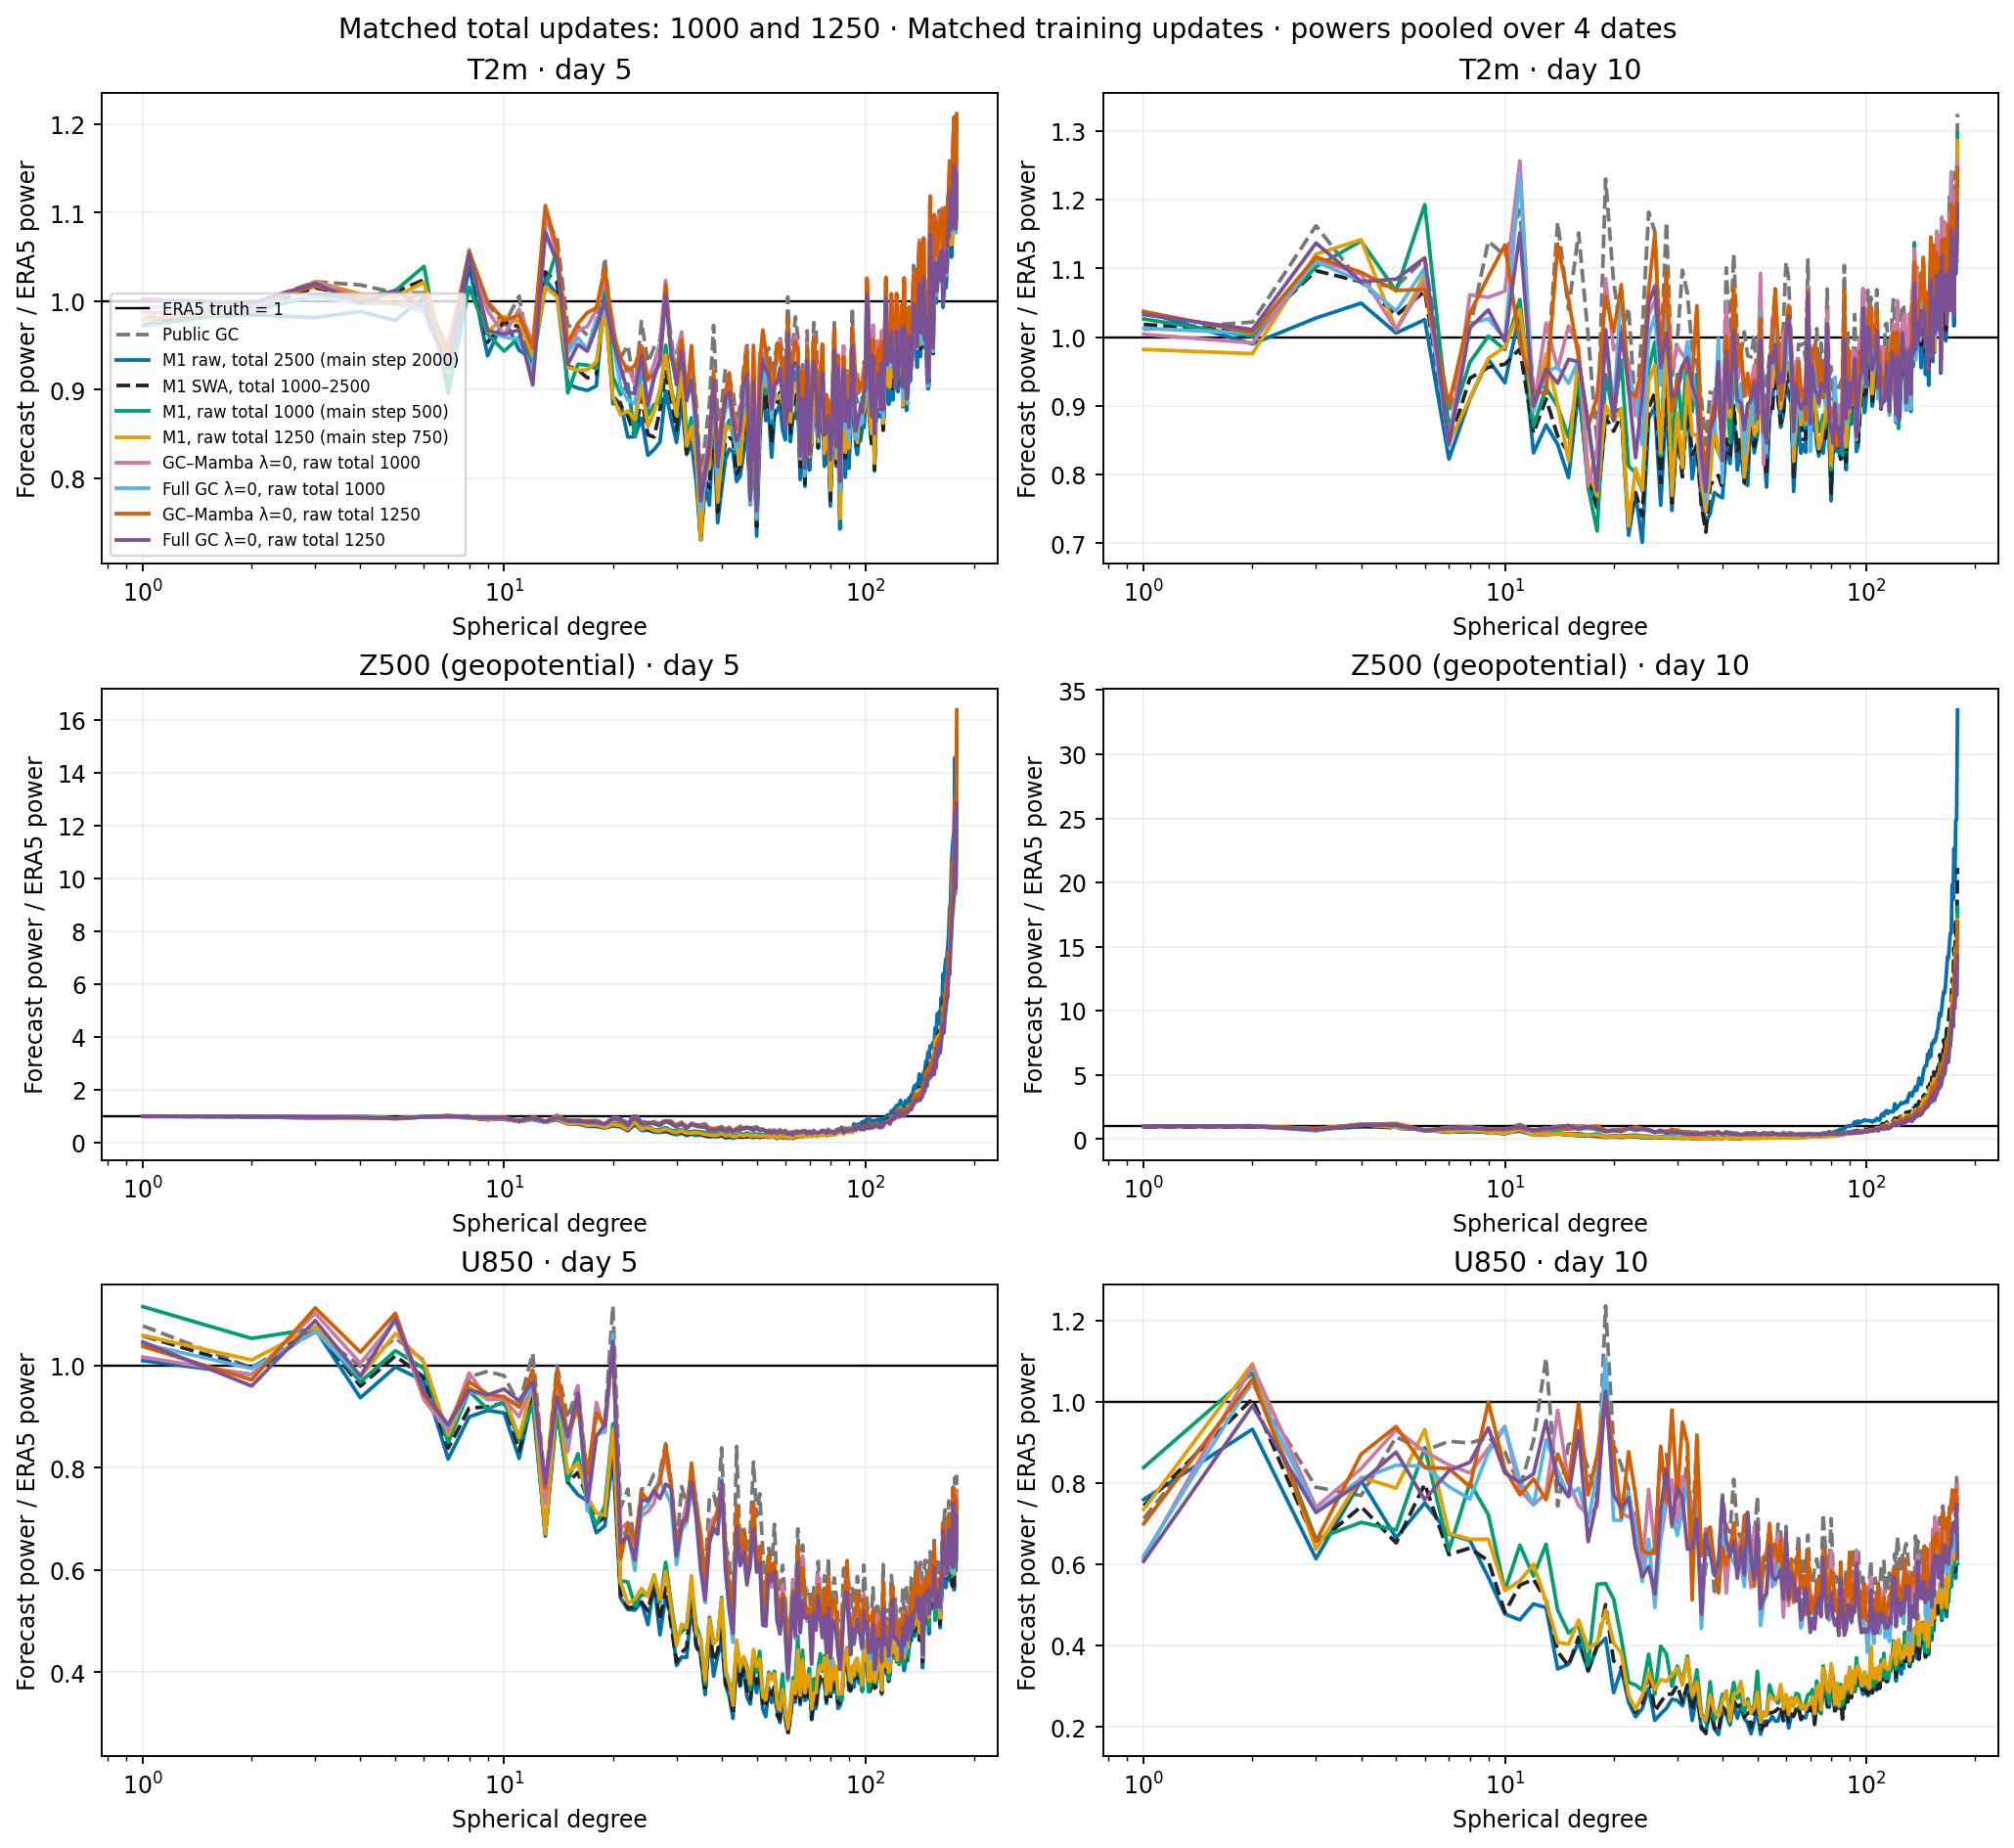 Matched total updates: 1000 and 1250 · Matched training updates · powers pooled over 4 dates
T2m · day 5
Forecast power / ERA5 power
1.2
1.1
1.0
0.9
0.8
ERA5 truth = 1
Public GC
M1 raw, total 2500 (main step 2000)
M1 SWA, total 1000–2500
M1, raw total 1000 (main step 500)
M1, raw total 1250 (main step 750)
GC–Mamba λ=0, raw total 1000
Full GC λ=0, raw total 1000
GC–Mamba λ=0, raw total 1250
Full GC λ=0, raw total 1250
10⁰
10¹
10²
Spherical degree
T2m · day 10
Forecast power / ERA5 power
1.3
1.2
1.1
1.0
0.9
0.8
0.7
10⁰
10¹
10²
Spherical degree
Z500 (geopotential) · day 5
Forecast power / ERA5 power
16
14
12
10
8
6
4
2
0
10⁰
10¹
10²
Spherical degree
Z500 (geopotential) · day 10
Forecast power / ERA5 power
35
30
25
20
15
10
5
0
10⁰
10¹
10²
Spherical degree
U850 · day 5
Forecast power / ERA5 power
1.0
0.8
0.6
0.4
10⁰
10¹
10²
Spherical degree
U850 · day 10
Forecast power / ERA5 power
1.2
1.0
0.8
0.6
0.4
0.2
10⁰
10¹
10²
Spherical degree